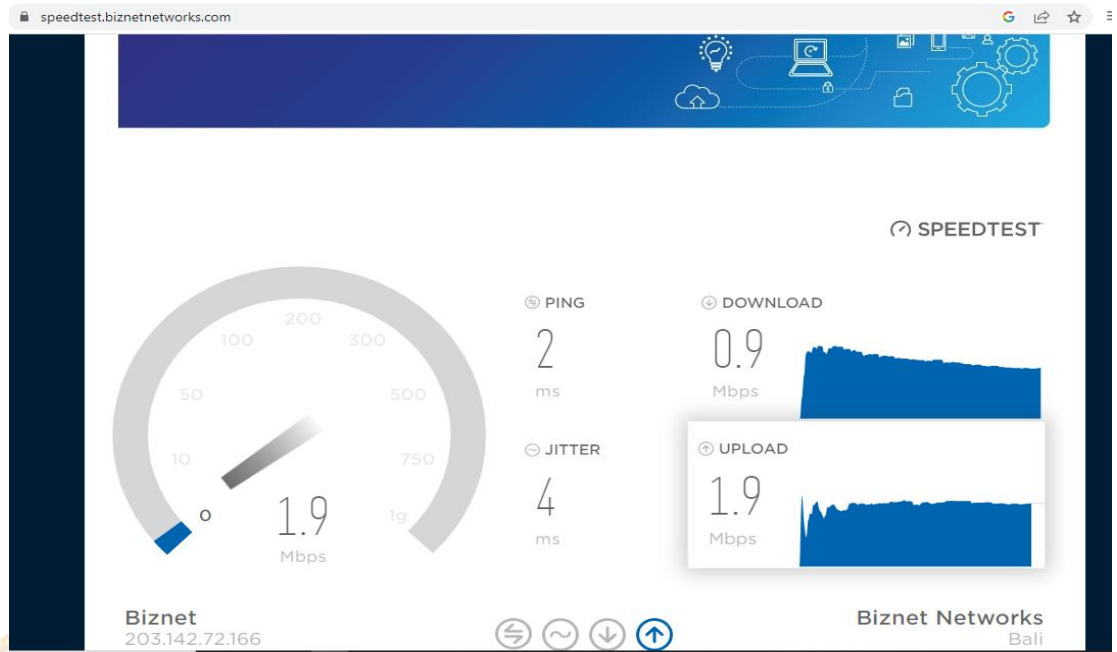 speedtest.biznetnetworks.com
SPEEDTEST
PING
2
ms
DOWNLOAD
0.9
Mbps
JITTER
4
ms
UPLOAD
1.9
Mbps
0
10
50
100
200
300
500
750
1g
1.9
Mbps
Biznet
203.142.72.166
Biznet Networks
Bali